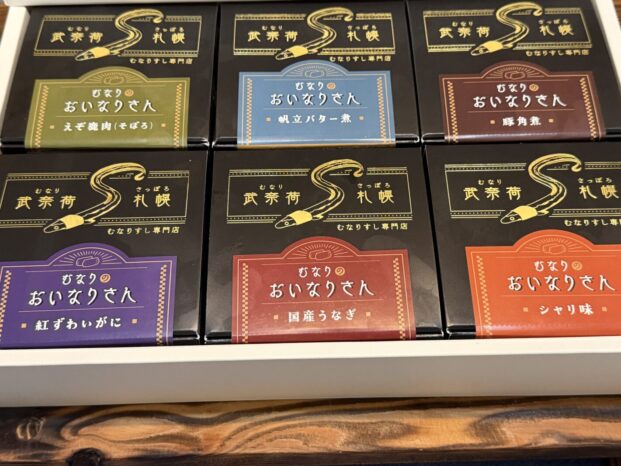 むなり さっぽろ
武奈荷 札幌
むなりすし専門店
むなりの
おいなりさん
えぞ鹿肉(そぼろ)
むなり さっぽろ
武奈荷 札幌
むなりすし専門店
むなりの
おいなりさん
帆立バター煮
むなり さっぽろ
武奈荷 札幌
むなりすし専門店
むなりの
おいなりさん
豚角煮
むなり さっぽろ
武奈荷 札幌
むなりすし専門店
むなりの
おいなりさん
紅ずわいがに
むなり さっぽろ
武奈荷 札幌
むなりすし専門店
むなりの
おいなりさん
国産うなぎ
むなり さっぽろ
武奈荷 札幌
むなりすし専門店
むなりの
おいなりさん
シャリ味